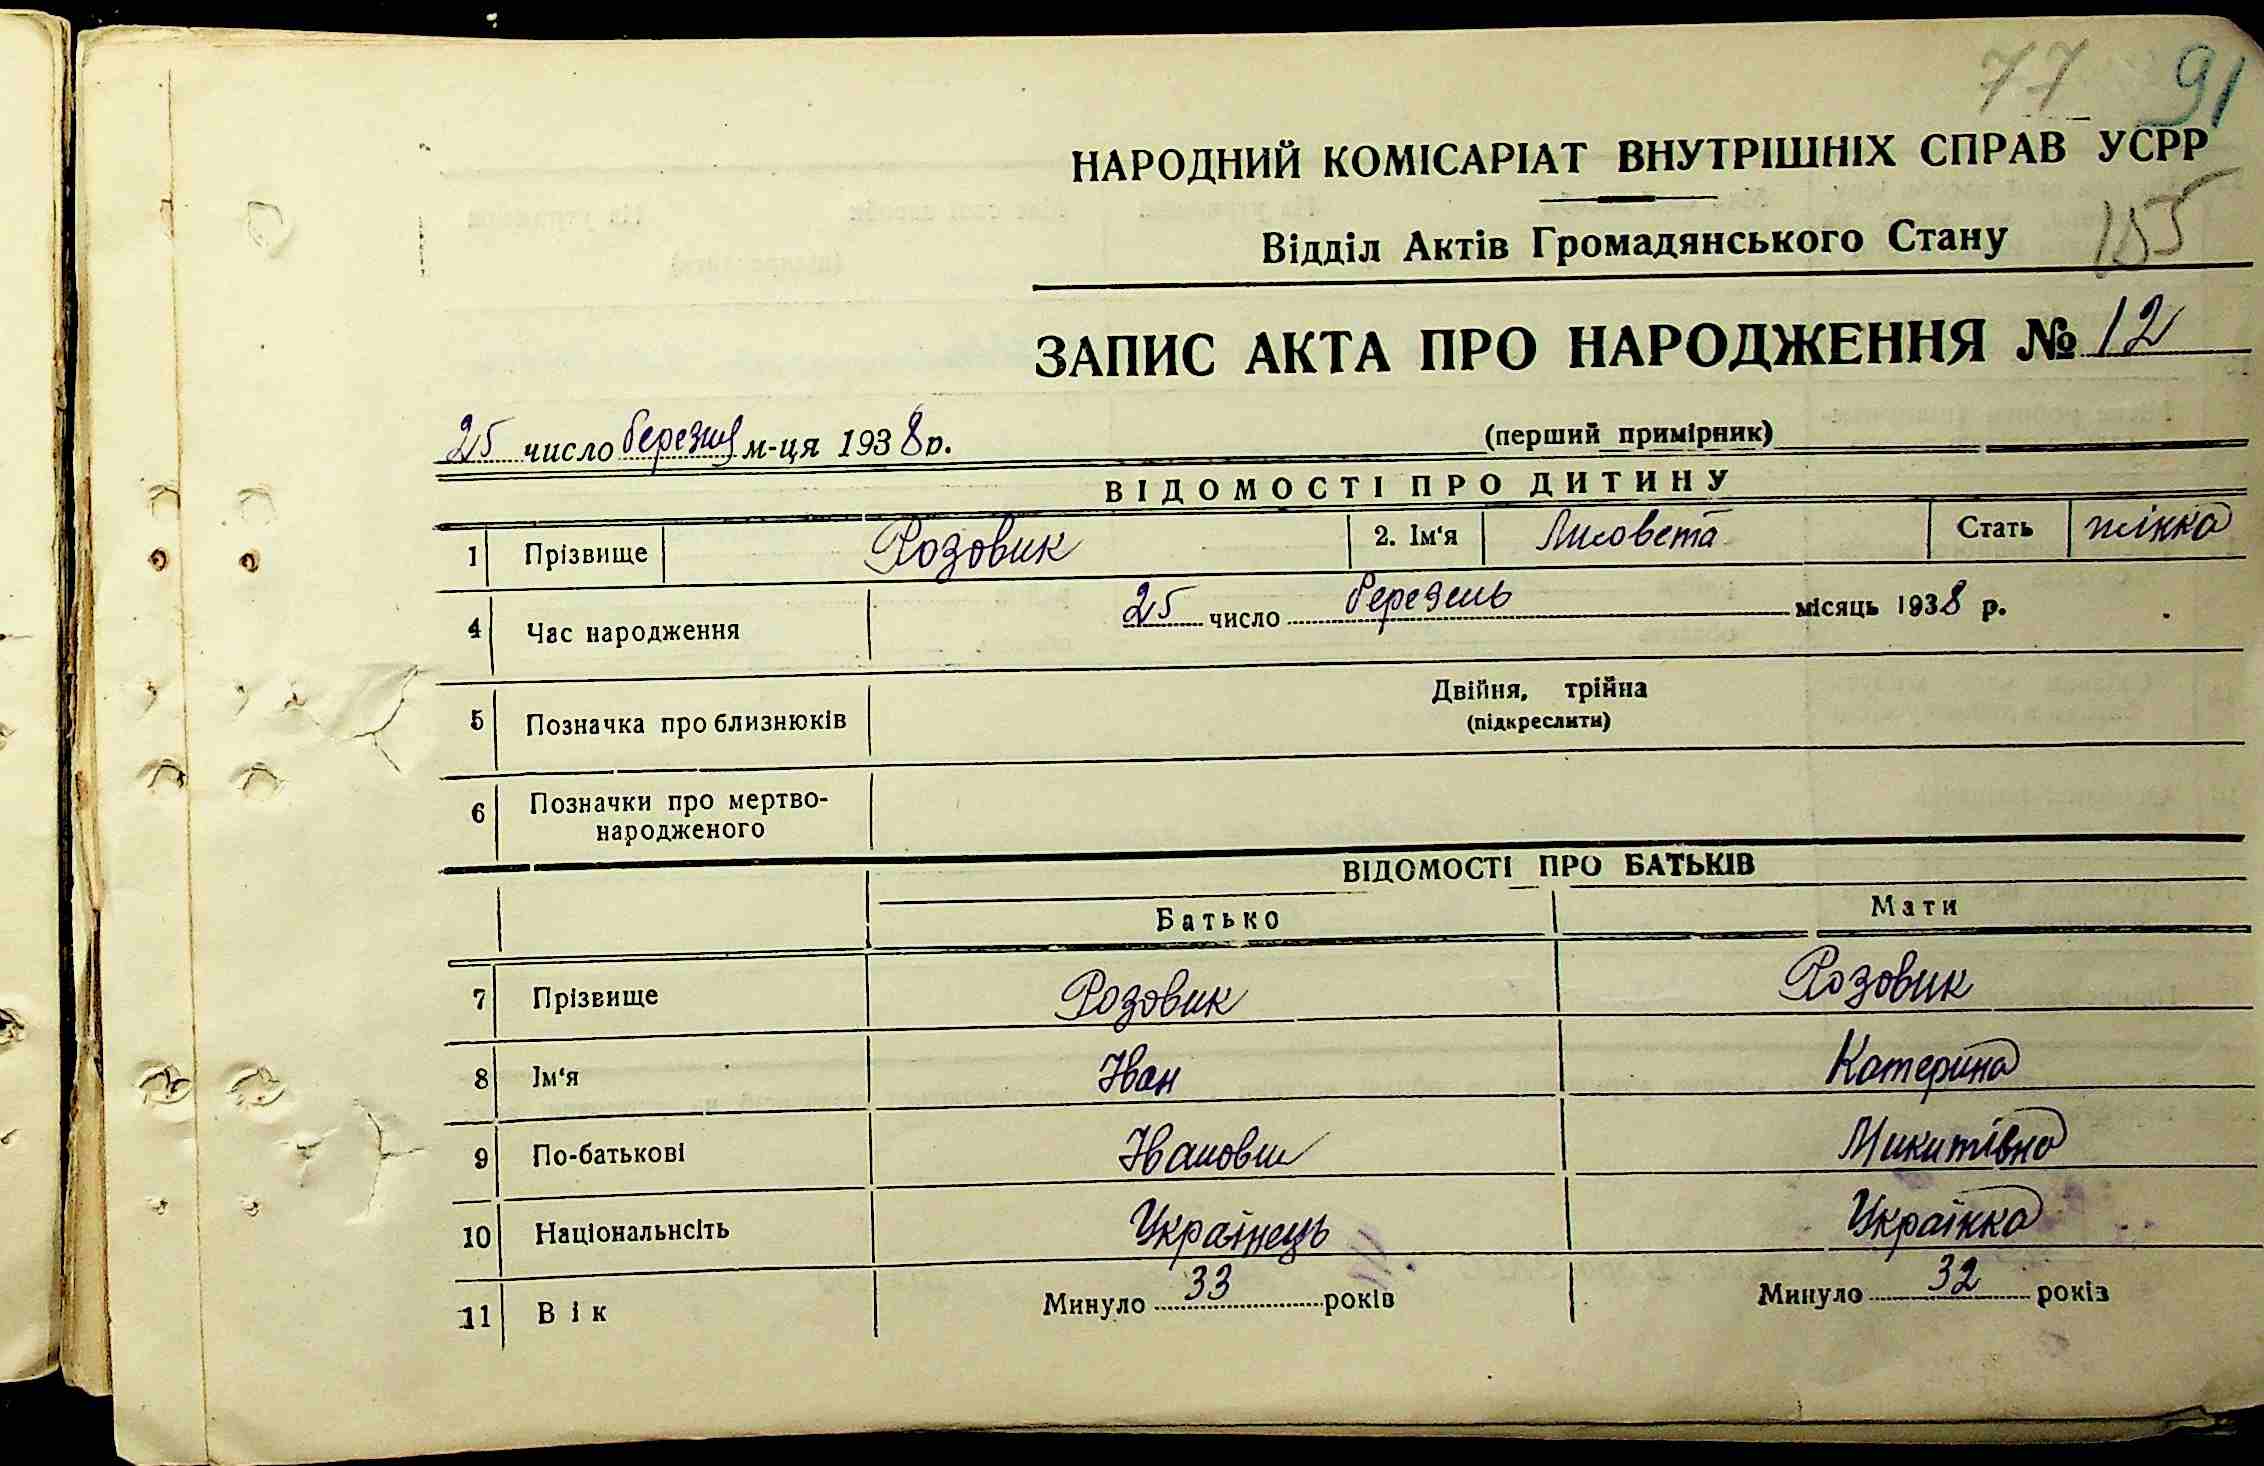 77 91
НАРОДНИЙ КОМІСАРІАТ ВНУТРІШНІХ СПРАВ УСРР
Відділ Актів Громадянського Стану 155
ЗАПИС АКТА ПРО НАРОДЖЕННЯ № 12
25 число березня м-ця 1938 р. (перший примірник)
ВІДОМОСТІ ПРО ДИТИНУ
1 Прізвище Розовик 2. Ім'я Лисовета Стать жінка
4 Час народження 25 число березень місяць 1938 р.
5 Позначка про близнюків Двійня, трійна
(підкреслити)
6 Позначки про мертво-
народженого
ВІДОМОСТІ ПРО БАТЬКІВ
Батько Мати
7 Прізвище Розовик Розовик
8 Ім'я Іван Катерина
9 По-батькові Іванович Микитівна
10 Національнсіть Українець Українка
11 Вік Минуло 33 років Минуло 32 років